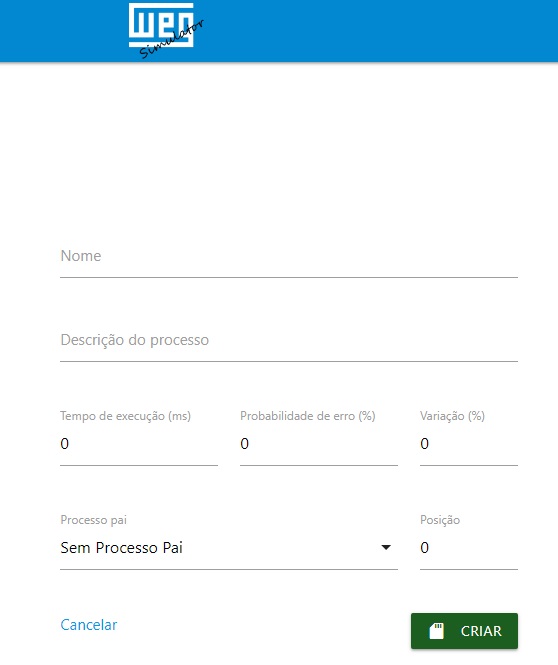 weg
Simulator
Nome
Descrição do processo
Tempo de execução (ms) Probabilidade de erro (%) Variação (%)
0 0 0
Processo pai Posição
Sem Processo Pai 0
Cancelar CRIAR